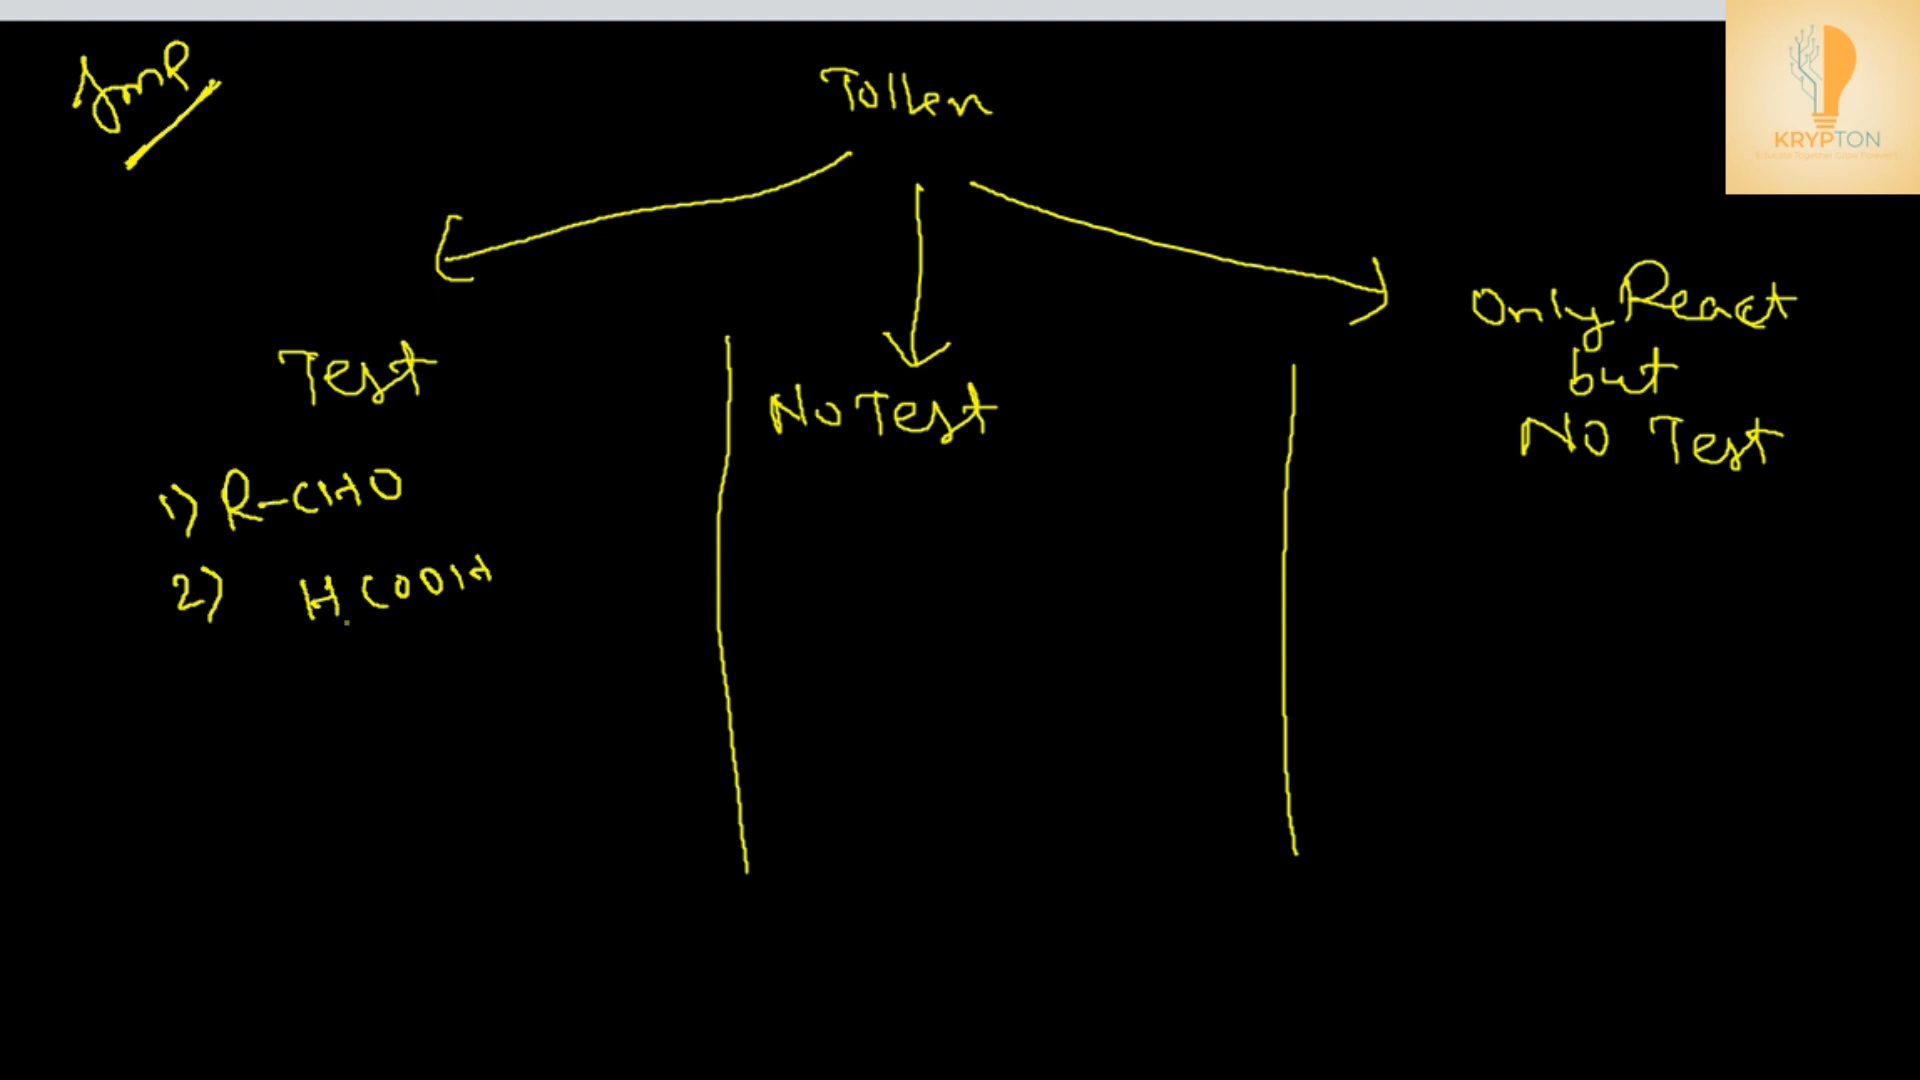 Imp
Tollen
KRYPTON
Test
No Test
Only React
but
NO Test
1) R-CHO
2) HCOOH